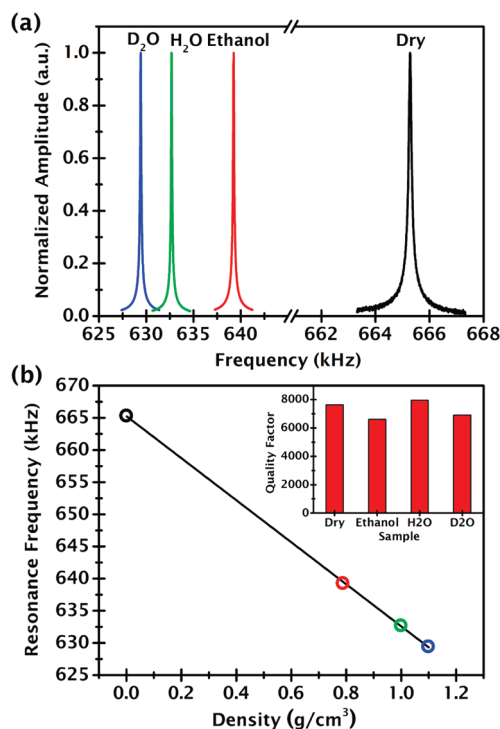 (a)
D₂O H₂O Ethanol Dry
Normalized Amplitude (a.u.)
1.0
0.8
0.6
0.4
0.2
0.0
625 630 635 640 662 664 666 668
Frequency (kHz)
(b)
Resonance Frequency (kHz)
670
665
660
655
650
645
640
635
630
625
Quality Factor
8000
6000
4000
2000
0
Dry Ethanol H2O D2O
Sample
0.0 0.2 0.4 0.6 0.8 1.0 1.2
Density (g/cm³)